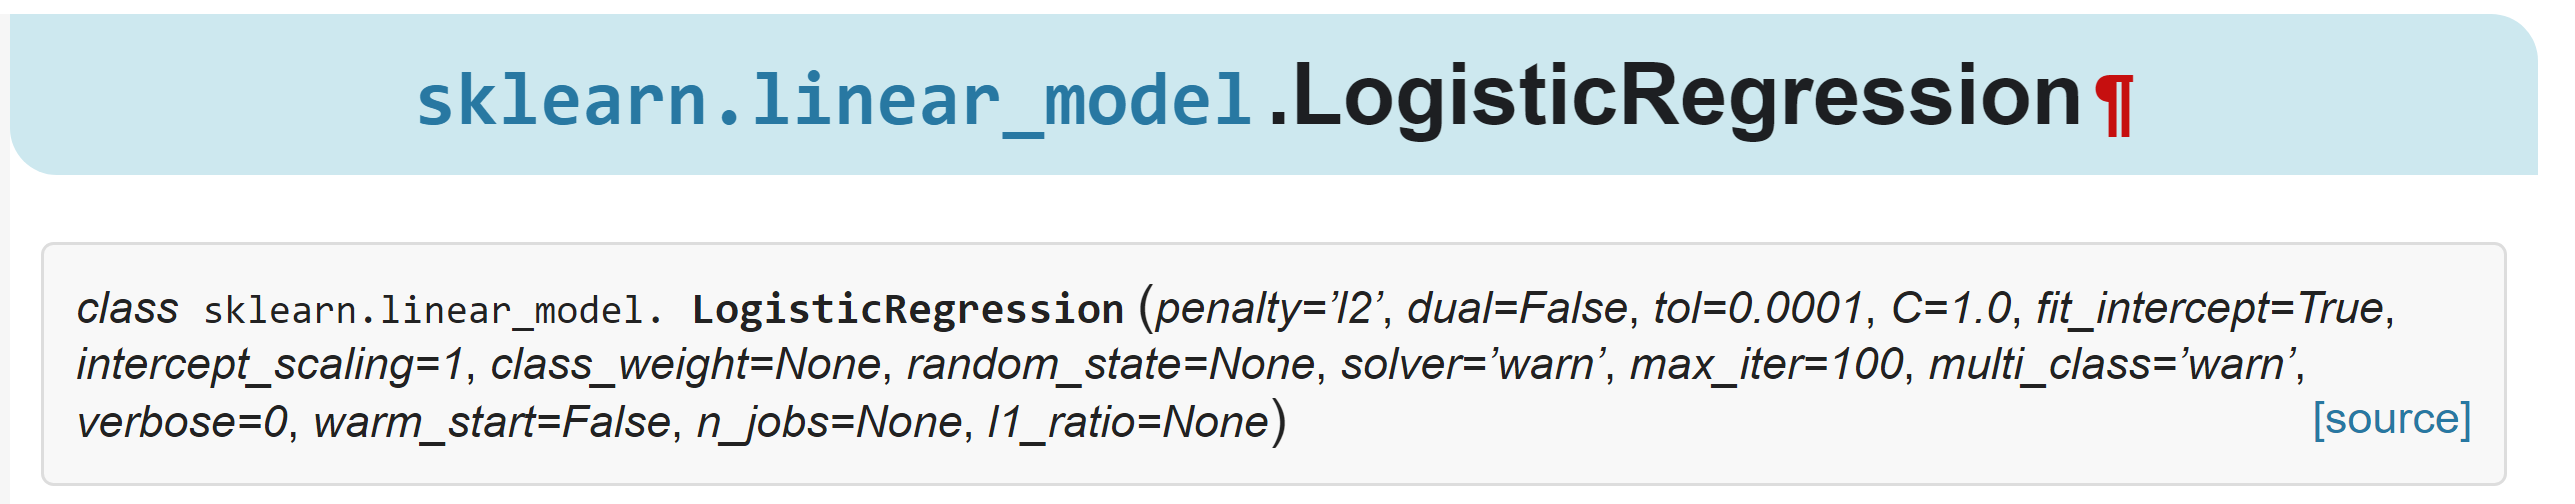 sklearn.linear_model.LogisticRegression¶
class sklearn.linear_model. LogisticRegression (penalty=’l2’, dual=False, tol=0.0001, C=1.0, fit_intercept=True,
intercept_scaling=1, class_weight=None, random_state=None, solver=’warn’, max_iter=100, multi_class=’warn’,
verbose=0, warm_start=False, n_jobs=None, l1_ratio=None) [source]